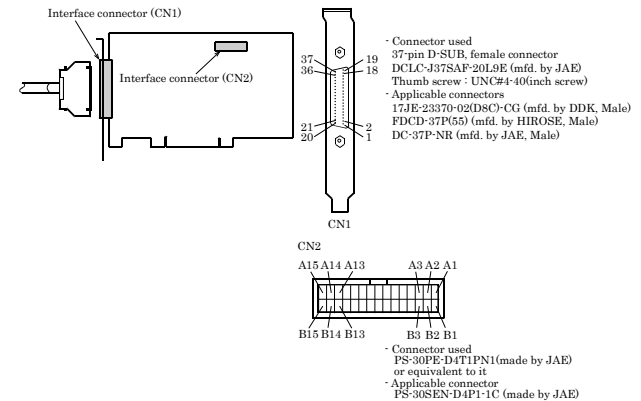 Interface connector (CN1)
Interface connector (CN2)
37
36
19
18
21
20
2
1
CN1
- Connector used
37-pin D-SUB, female connector
DCLC-J37SAF-20L9E (mfd. by JAE)
Thumb screw : UNC#4-40(inch screw)
- Applicable connectors
17JE-23370-02(D8C)-CG (mfd. by DDK, Male)
FDCD-37P(55) (mfd. by HIROSE, Male)
DC-37P-NR (mfd. by JAE, Male)
CN2
A15 A14 A13 A3 A2 A1
B15 B14 B13 B3 B2 B1
- Connector used
PS-30PE-D4T1PN1(made by JAE)
or equivalent to it
- Applicable connector
PS-30SEN-D4P1-1C (made by JAE)